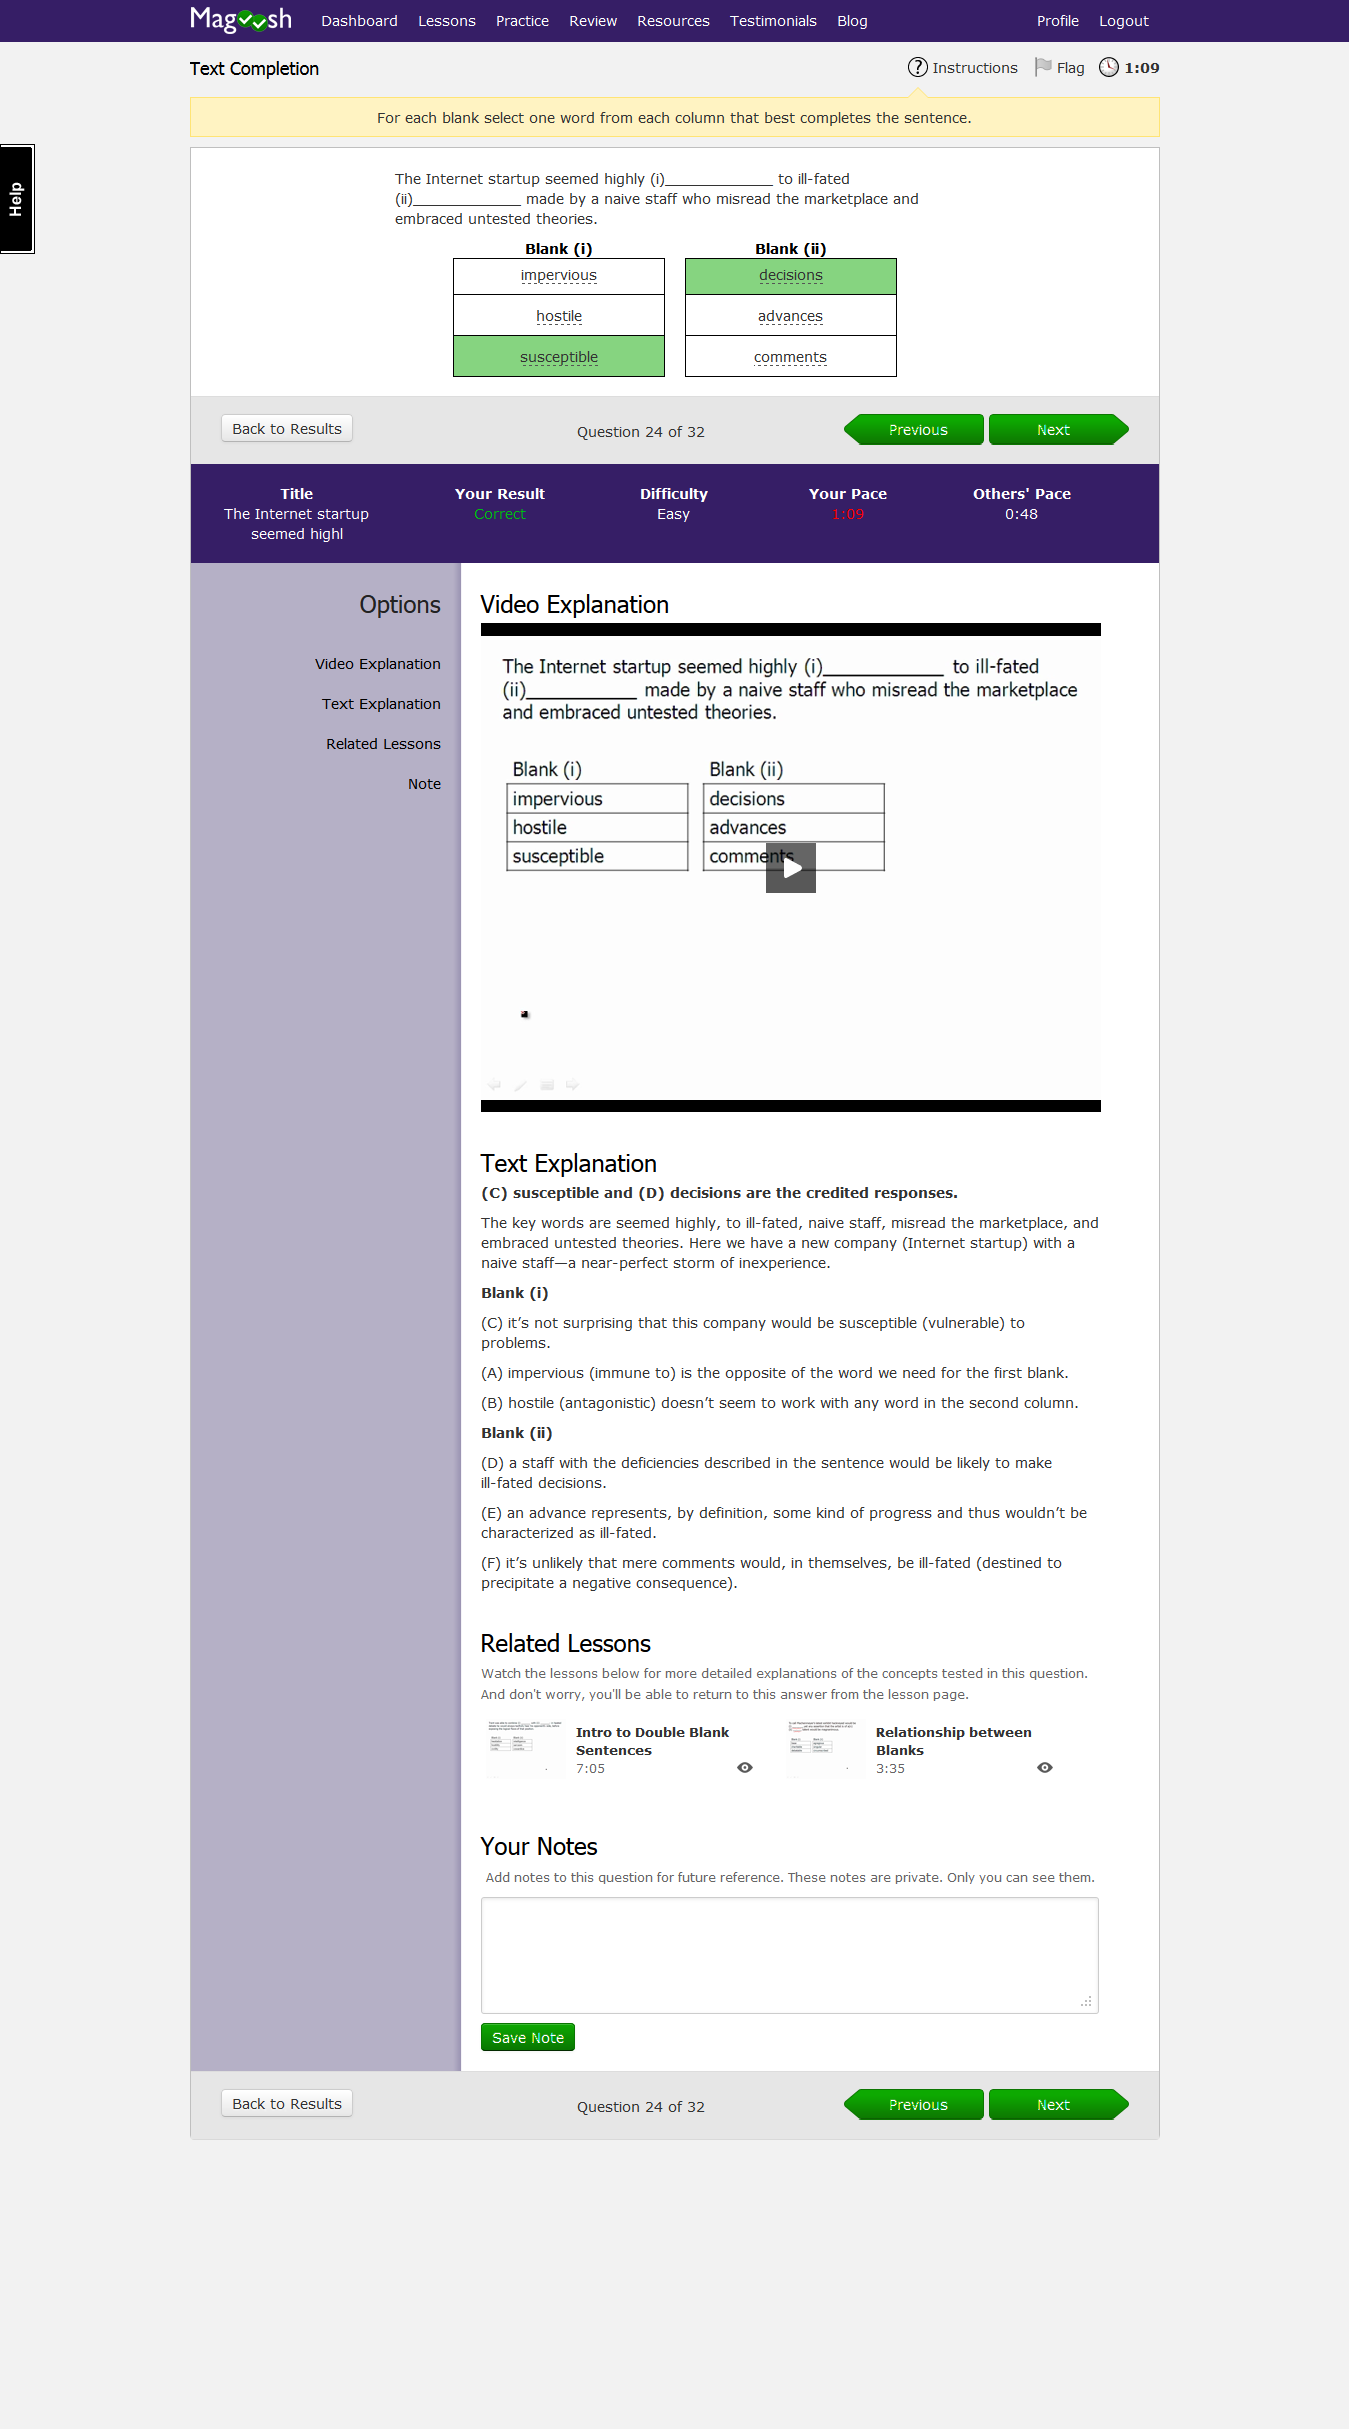 Magoosh Dashboard Lessons Practice Review Resources Testimonials Blog Profile Logout
Text Completion Instructions Flag 1:09
For each blank select one word from each column that best completes the sentence.
Help
The Internet startup seemed highly (i)____________ to ill-fated
(ii)____________ made by a naive staff who misread the marketplace and
embraced untested theories.
Blank (i) Blank (ii)
impervious decisions
hostile advances
susceptible comments
Back to Results Question 24 of 32 Previous Next
Title Your Result Difficulty Your Pace Others' Pace
The Internet startup Correct Easy 1:09 0:48
seemed highl
Options
Video Explanation
Text Explanation
Related Lessons
Note
Video Explanation
The Internet startup seemed highly (i)____________ to ill-fated
(ii)____________ made by a naive staff who misread the marketplace
and embraced untested theories.
Blank (i) Blank (ii)
impervious decisions
hostile advances
susceptible comments
Text Explanation
(C) susceptible and (D) decisions are the credited responses.
The key words are seemed highly, to ill-fated, naive staff, misread the marketplace, and
embraced untested theories. Here we have a new company (Internet startup) with a
naive staff—a near-perfect storm of inexperience.
Blank (i)
(C) it’s not surprising that this company would be susceptible (vulnerable) to
problems.
(A) impervious (immune to) is the opposite of the word we need for the first blank.
(B) hostile (antagonistic) doesn’t seem to work with any word in the second column.
Blank (ii)
(D) a staff with the deficiencies described in the sentence would be likely to make
ill-fated decisions.
(E) an advance represents, by definition, some kind of progress and thus wouldn’t be
characterized as ill-fated.
(F) it’s unlikely that mere comments would, in themselves, be ill-fated (destined to
precipitate a negative consequence).
Related Lessons
Watch the lessons below for more detailed explanations of the concepts tested in this question.
And don't worry, you'll be able to return to this answer from the lesson page.
Intro to Double Blank
Sentences
7:05
Relationship between
Blanks
3:35
Your Notes
Add notes to this question for future reference. These notes are private. Only you can see them.
Save Note
Back to Results Question 24 of 32 Previous Next